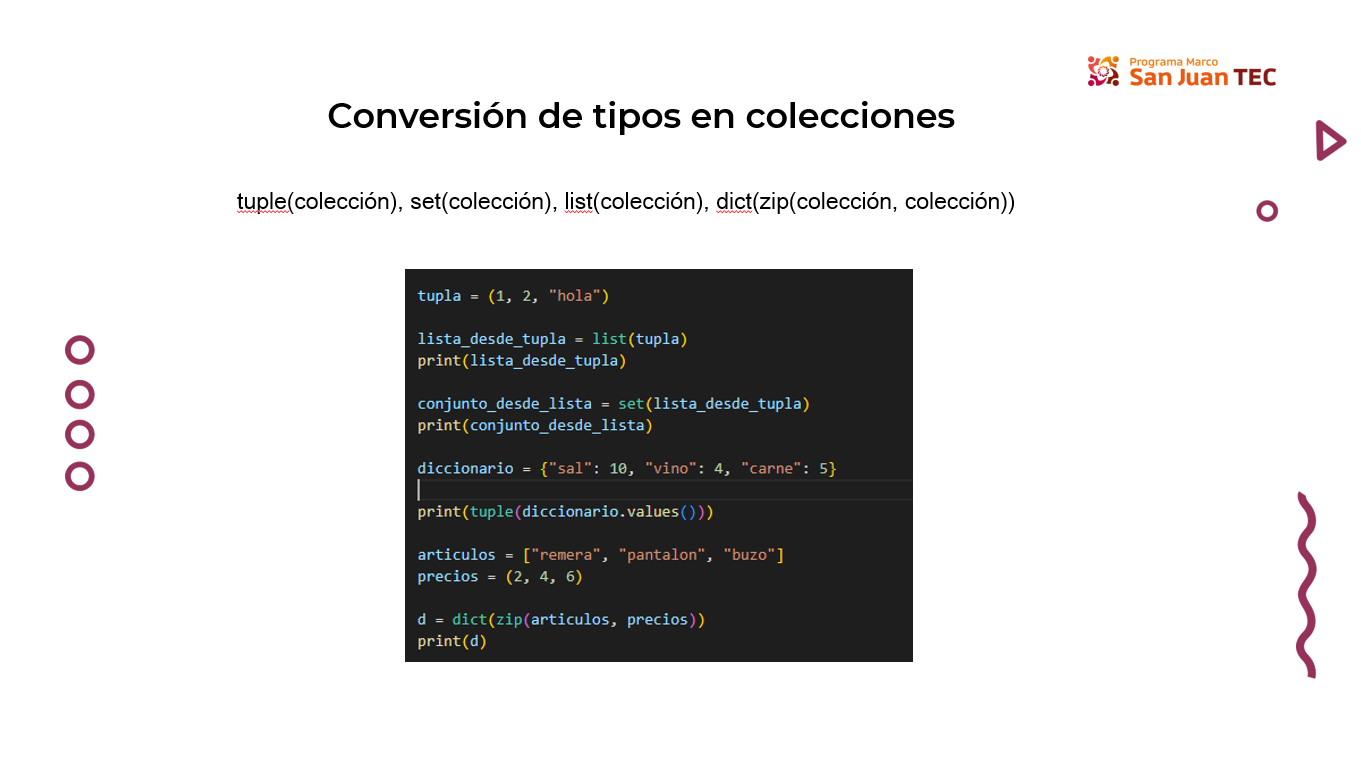 Programa Marco
San Juan TEC
Conversión de tipos en colecciones
tuple(colección), set(colección), list(colección), dict(zip(colección, colección))
tupla = (1, 2, "hola")
lista_desde_tupla = list(tupla)
print(lista_desde_tupla)
conjunto_desde_lista = set(lista_desde_tupla)
print(conjunto_desde_lista)
diccionario = {"sal": 10, "vino": 4, "carne": 5}
print(tuple(diccionario.values()))
articulos = ["remera", "pantalon", "buzo"]
precios = (2, 4, 6)
d = dict(zip(articulos, precios))
print(d)